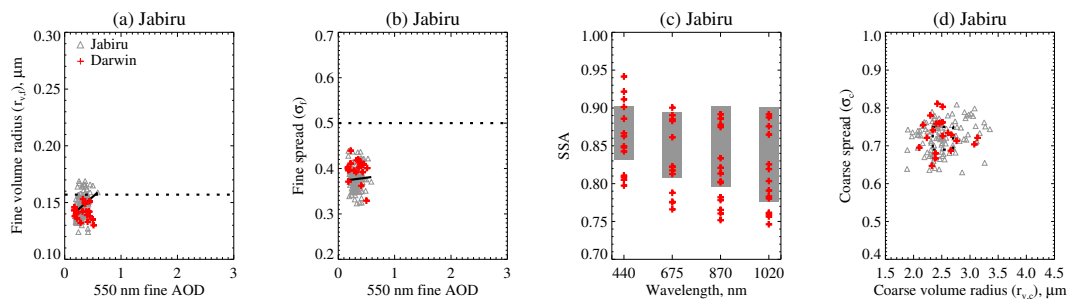 (a) Jabiru
0.30
0.25
0.20
0.15
0.10
Fine volume radius (r_v,f), μm
Jabiru
Darwin
0 1 2 3
550 nm fine AOD
(b) Jabiru
0.7
0.6
0.5
0.4
0.3
0.2
Fine spread (σ_f)
0 1 2 3
550 nm fine AOD
(c) Jabiru
1.00
0.95
0.90
0.85
0.80
0.75
0.70
SSA
440 675 870 1020
Wavelength, nm
(d) Jabiru
1.0
0.9
0.8
0.7
0.6
0.5
0.4
Coarse spread (σ_c)
1.5 2.0 2.5 3.0 3.5 4.0 4.5
Coarse volume radius (r_v,c), μm